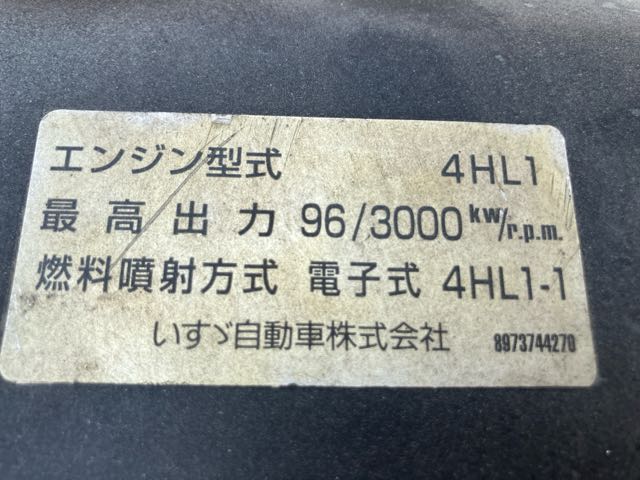 エンジン型式 4HL1
最高出力 96/3000 kw/r.p.m.
燃料噴射方式 電子式 4HL1-1
いすゞ自動車株式会社 8973744270